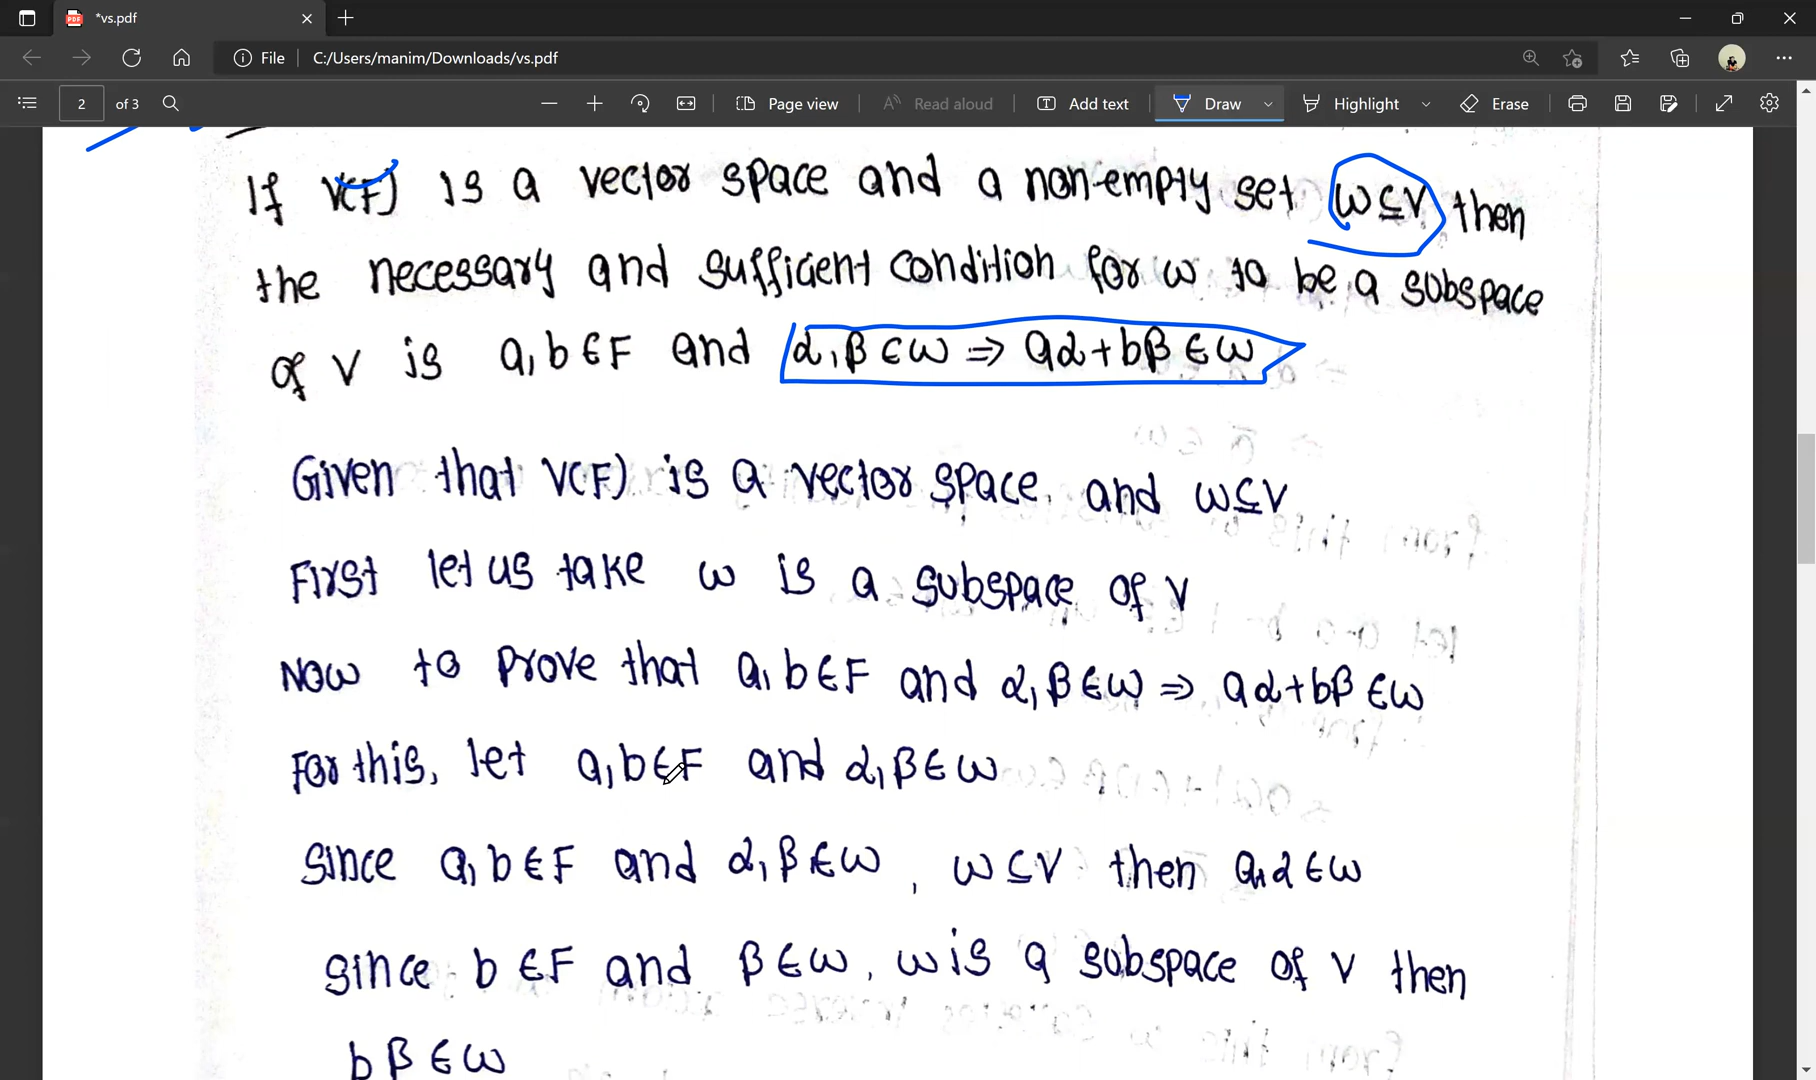 *vs.pdf
File C:/Users/manim/Downloads/vs.pdf
2 of 3 Page view Read aloud Add text Draw Highlight Erase
If V(F) is a vector space and a non-empty set W⊆V then
the necessary and sufficient condition for W to be a subspace
of V is a,b∈F and α,β∈W ⇒ aα+bβ∈W
Given that V(F) is a vector space and W⊆V
First let us take W is a subspace of V
Now to prove that a,b∈F and α,β∈W ⇒ aα+bβ∈W
For this, let a,b∈F and α,β∈W
Since a,b∈F and α,β∈W, W⊆V then a.α∈W
since b∈F and β∈W, W is a subspace of V then
bβ∈W